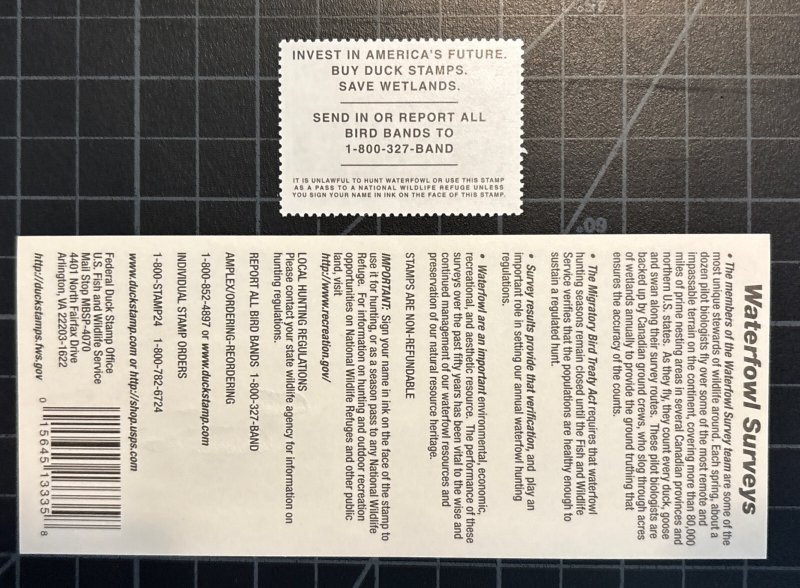 INVEST IN AMERICA'S FUTURE.
BUY DUCK STAMPS.
SAVE WETLANDS.
SEND IN OR REPORT ALL
BIRD BANDS TO
1-800-327-BAND
IT IS UNLAWFUL TO HUNT WATERFOWL OR USE THIS STAMP
AS A PASS TO A NATIONAL WILDLIFE REFUGE UNLESS
YOU SIGN YOUR NAME IN INK ON THE FACE OF THIS STAMP.
Waterfowl Surveys
• The members of the Waterfowl Survey team are some of the
most unique stewards of wildlife around. Each spring, about a
dozen pilot biologists fly over some of the most remote and
impassable terrain on the continent, covering more than 80,000
miles of prime nesting areas in several Canadian provinces and
northern U.S. states. As they fly, they count every duck, goose
and swan along their survey routes. These pilot biologists are
backed up by Canadian ground crews, who slog through acres
of wetlands annually to provide the ground truthing that
ensures the accuracy of the counts.
• The Migratory Bird Treaty Act requires that waterfowl
hunting seasons remain closed until the Fish and Wildlife
Service verifies that the populations are healthy enough to
sustain a regulated hunt.
• Survey results provide that verification, and play an
important role in setting our annual waterfowl hunting
regulations.
• Waterfowl are an important environmental, economic,
recreational, and aesthetic resource. The performance of these
surveys over the past fifty years has been vital to the wise and
continued management of our waterfowl resources and
preservation of our natural resource heritage.
STAMPS ARE NON-REFUNDABLE
IMPORTANT: Sign your name in ink on the face of the stamp to
use it for hunting, or as a season pass to any National Wildlife
Refuge. For information on hunting and outdoor recreation
opportunities on National Wildlife Refuges and other public
land, visit
http://www.recreation.gov/
LOCAL HUNTING REGULATIONS
Please contact your state wildlife agency for information on
hunting regulations.
REPORT ALL BIRD BANDS 1-800-327-BAND
AMPLEX/ORDERING-REORDERING
1-800-852-4897 or www.duckstamp.com
INDIVIDUAL STAMP ORDERS
1-800-STAMP24 1-800-782-6724
www.duckstamp.com or http://shop.usps.com
Federal Duck Stamp Office
U.S. Fish and Wildlife Service
Mail Stop MBSP-4070
4401 North Fairfax Drive
Arlington, VA 22203-1622
http://duckstamps.fws.gov
0 15645 13335 8